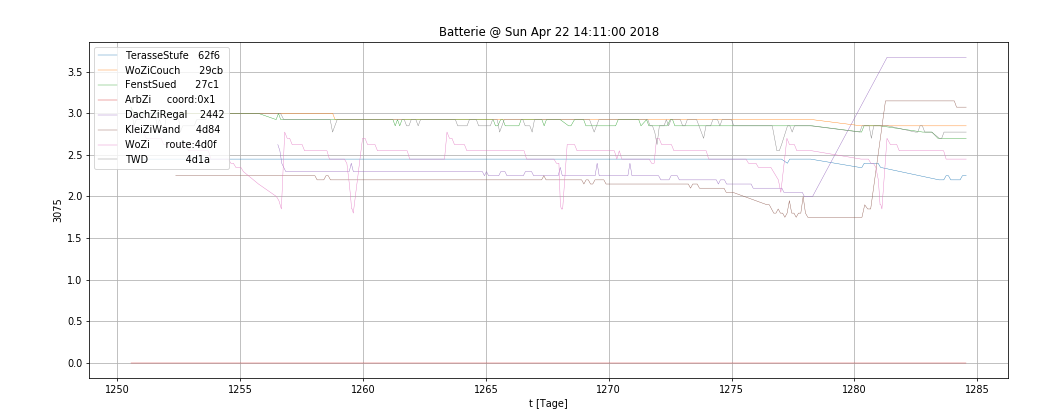 Batterie @ Sun Apr 22 14:11:00 2018
TerasseStufe 62f6
WoZiCouch 29cb
FenstSued 27c1
ArbZi coord:0x1
DachZiRegal 2442
KleiZiWand 4d84
WoZi route:4d0f
TWD 4d1a
3.5
3.0
2.5
2.0
1.5
1.0
0.5
0.0
3075
1250 1255 1260 1265 1270 1275 1280 1285
t [Tage]